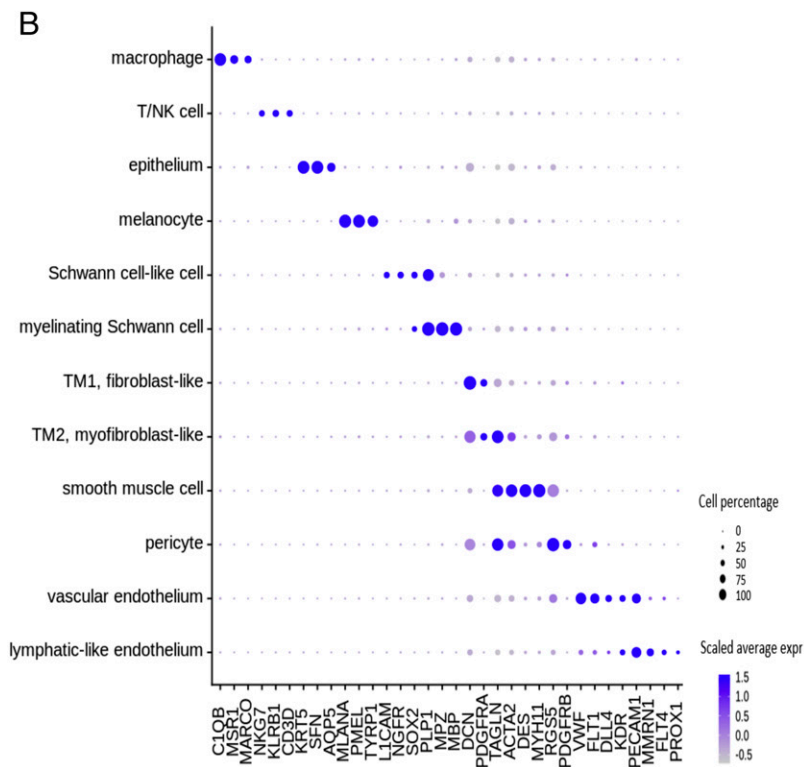 B
macrophage
T/NK cell
epithelium
melanocyte
Schwann cell-like cell
myelinating Schwann cell
TM1, fibroblast-like
TM2, myofibroblast-like
smooth muscle cell
pericyte
vascular endothelium
lymphatic-like endothelium
C1QB
MSR1
MARCO
NKG7
KLRB1
CD3D
KRT5
SFN
AQP5
MLANA
PMEL
TYRP1
L1CAM
NGFR
SOX2
PLP1
MPZ
MBP
DCN
PDGFRA
TAGLN
ACTA2
DES
MYH11
RGS5
PDGFRB
VWF
FLT1
DLL4
KDR
PECAM1
MMRN1
FLT4
PROX1
Cell percentage
0
25
50
75
100
Scaled average expr
1.5
1.0
0.5
0.0
-0.5